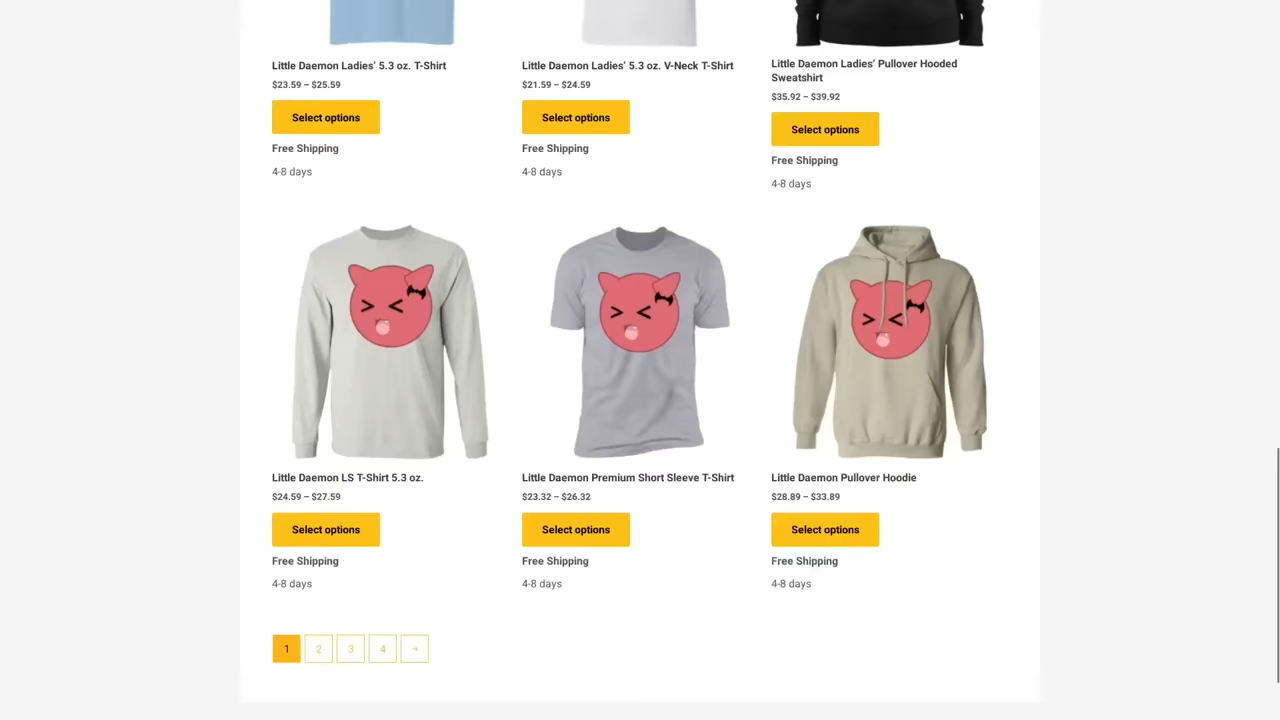 Little Daemon Ladies' 5.3 oz. T-Shirt
$23.59 – $25.59
Select options
Free Shipping
4-8 days
Little Daemon Ladies' 5.3 oz. V-Neck T-Shirt
$21.59 – $24.59
Select options
Free Shipping
4-8 days
Little Daemon Ladies' Pullover Hooded
Sweatshirt
$35.92 – $39.92
Select options
Free Shipping
4-8 days
Little Daemon LS T-Shirt 5.3 oz.
$24.59 – $27.59
Select options
Free Shipping
4-8 days
Little Daemon Premium Short Sleeve T-Shirt
$23.32 – $26.32
Select options
Free Shipping
4-8 days
Little Daemon Pullover Hoodie
$28.89 – $33.89
Select options
Free Shipping
4-8 days
1 2 3 4 →